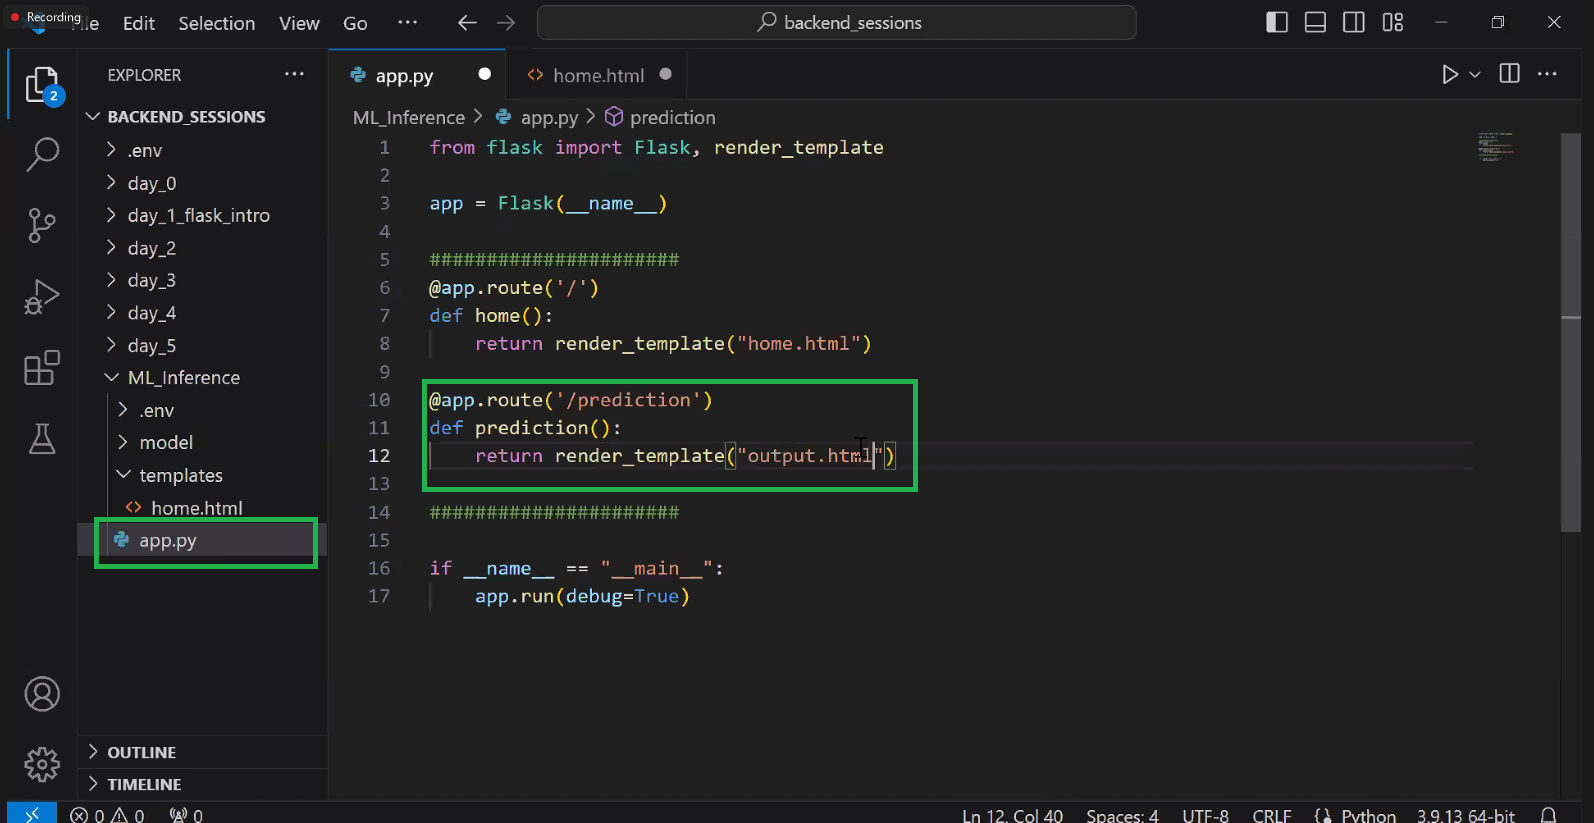 Recording
File Edit Selection View Go ··· backend_sessions
2
EXPLORER ···
BACKEND_SESSIONS
.env
day_0
day_1_flask_intro
day_2
day_3
day_4
day_5
ML_Inference
.env
model
templates
home.html
app.py
OUTLINE
TIMELINE
app.py
home.html
ML_Inference > app.py > prediction
1 from flask import Flask, render_template
2
3 app = Flask(__name__)
4
5 ######################
6 @app.route('/')
7 def home():
8 return render_template("home.html")
9
10 @app.route('/prediction')
11 def prediction():
12 return render_template("output.html")
13
14 ######################
15
16 if __name__ == "__main__":
17 app.run(debug=True)
0 0 0 Ln 12, Col 40 Spaces: 4 UTF-8 CRLF Python 3.9.13 64-bit